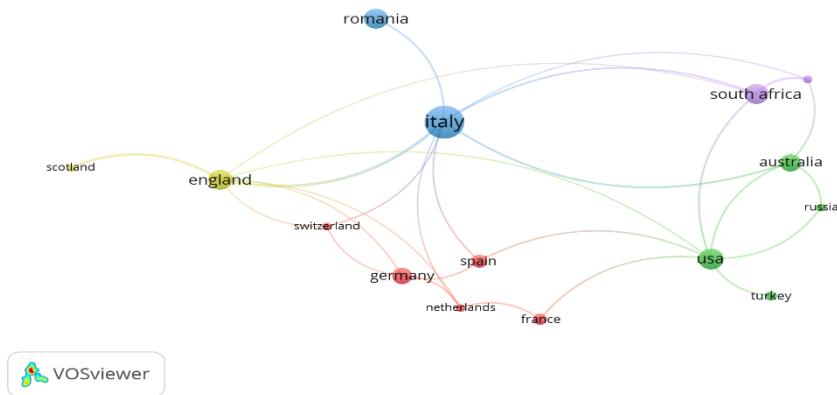 romania
south africa
italy
australia
scotland
england
russia
switzerland
usa
spain
germany
turkey
netherlands
france
VOSviewer